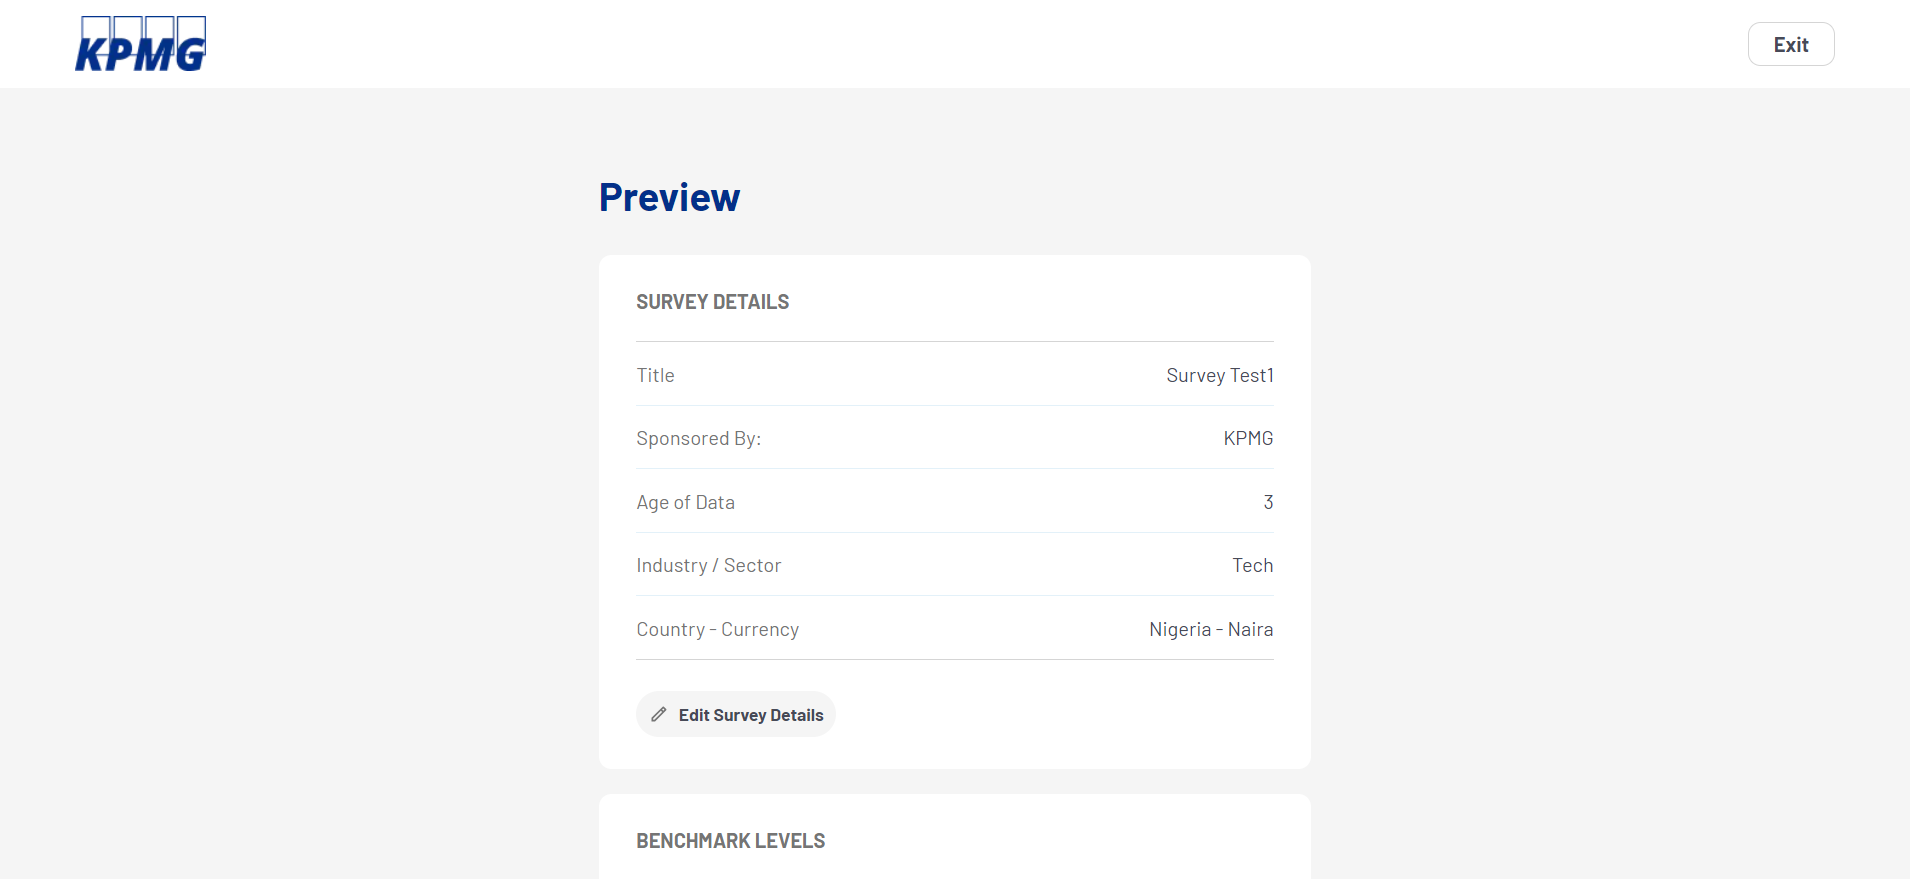 KPMG
Exit
Preview
SURVEY DETAILS
Title Survey Test1
Sponsored By: KPMG
Age of Data 3
Industry / Sector Tech
Country - Currency Nigeria - Naira
Edit Survey Details
BENCHMARK LEVELS